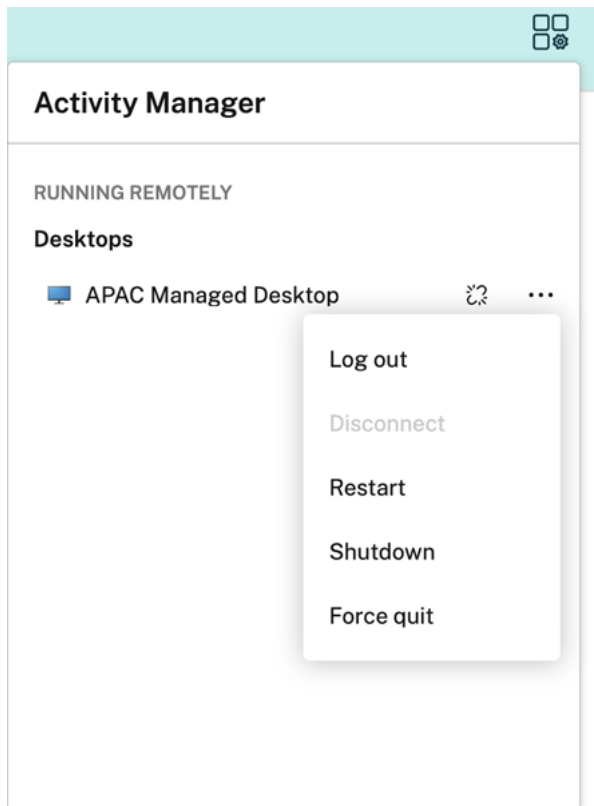 Activity Manager
RUNNING REMOTELY
Desktops
APAC Managed Desktop
Log out
Disconnect
Restart
Shutdown
Force quit